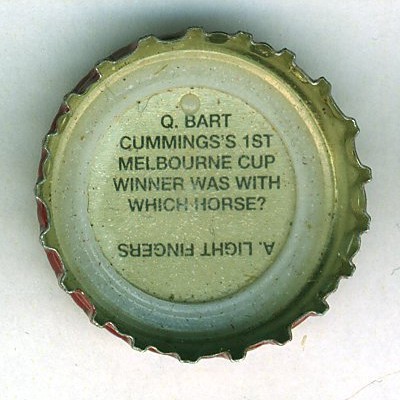 Q. BART
CUMMINGS'S 1ST
MELBOURNE CUP
WINNER WAS WITH
WHICH HORSE?
A. LIGHT FINGERS